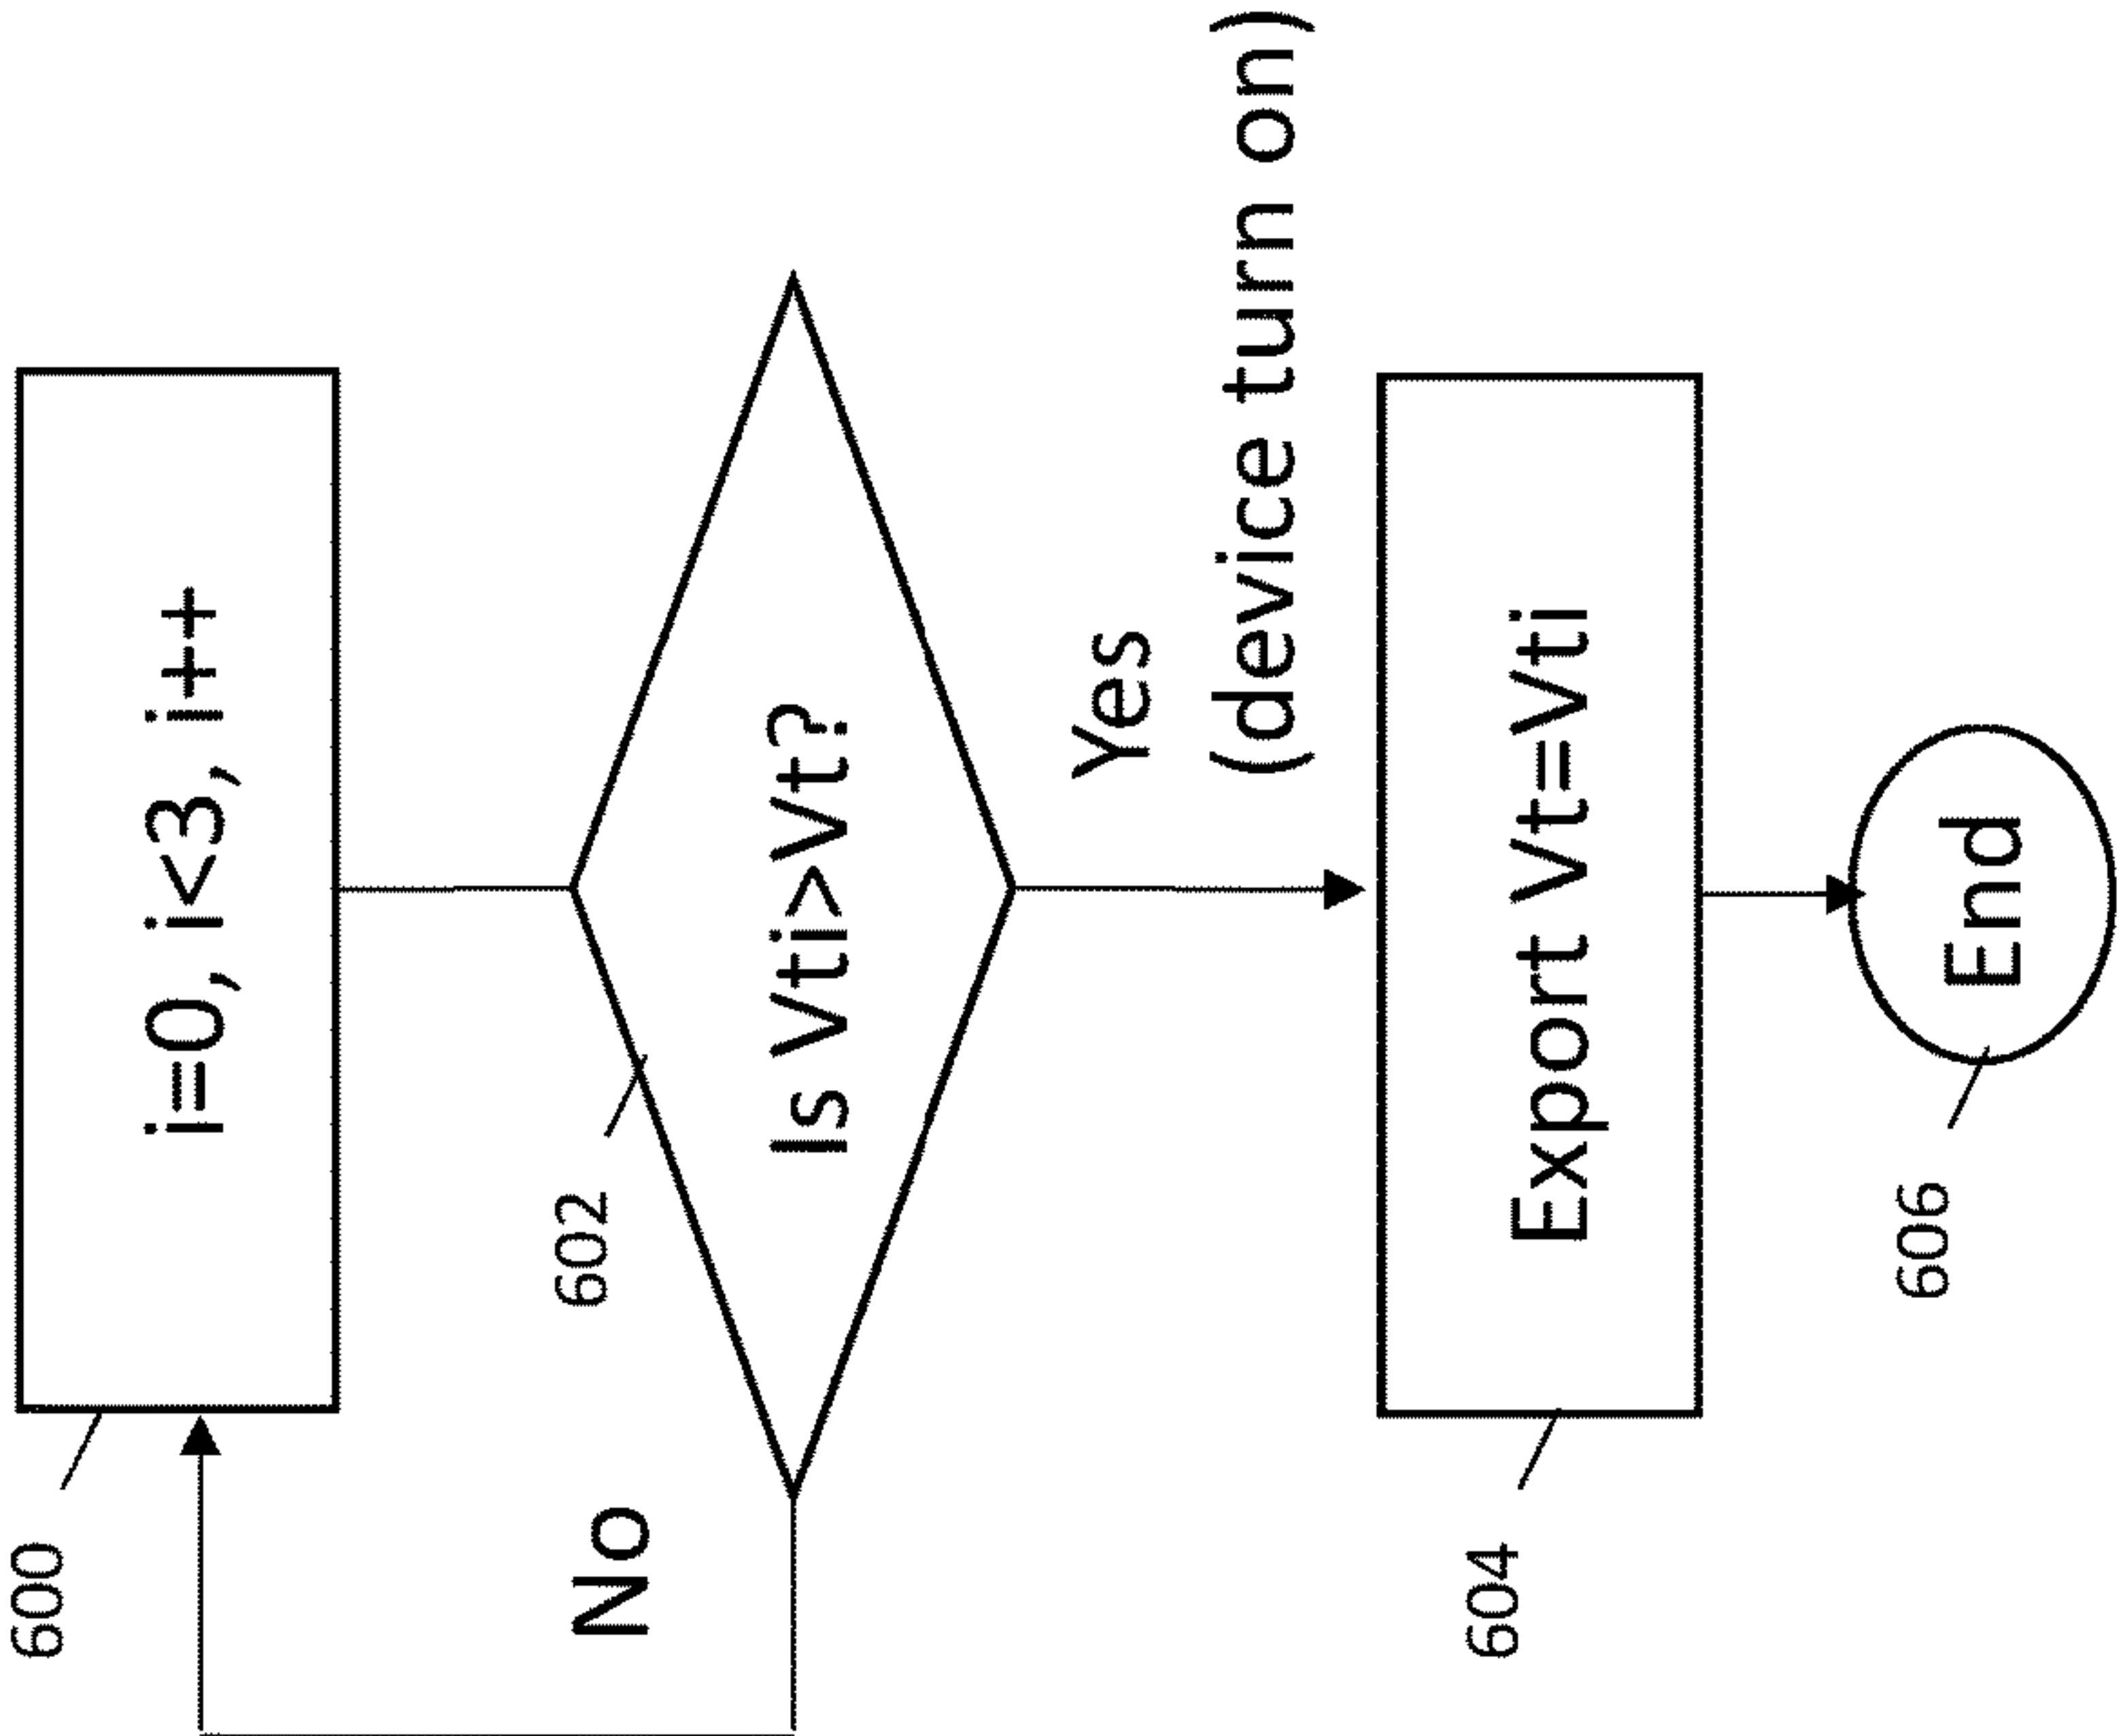 600
i=0, i<3, i++
No
602
Is Vti>Vt?
Yes
(device turn on)
604
Export Vt=Vti
606
End